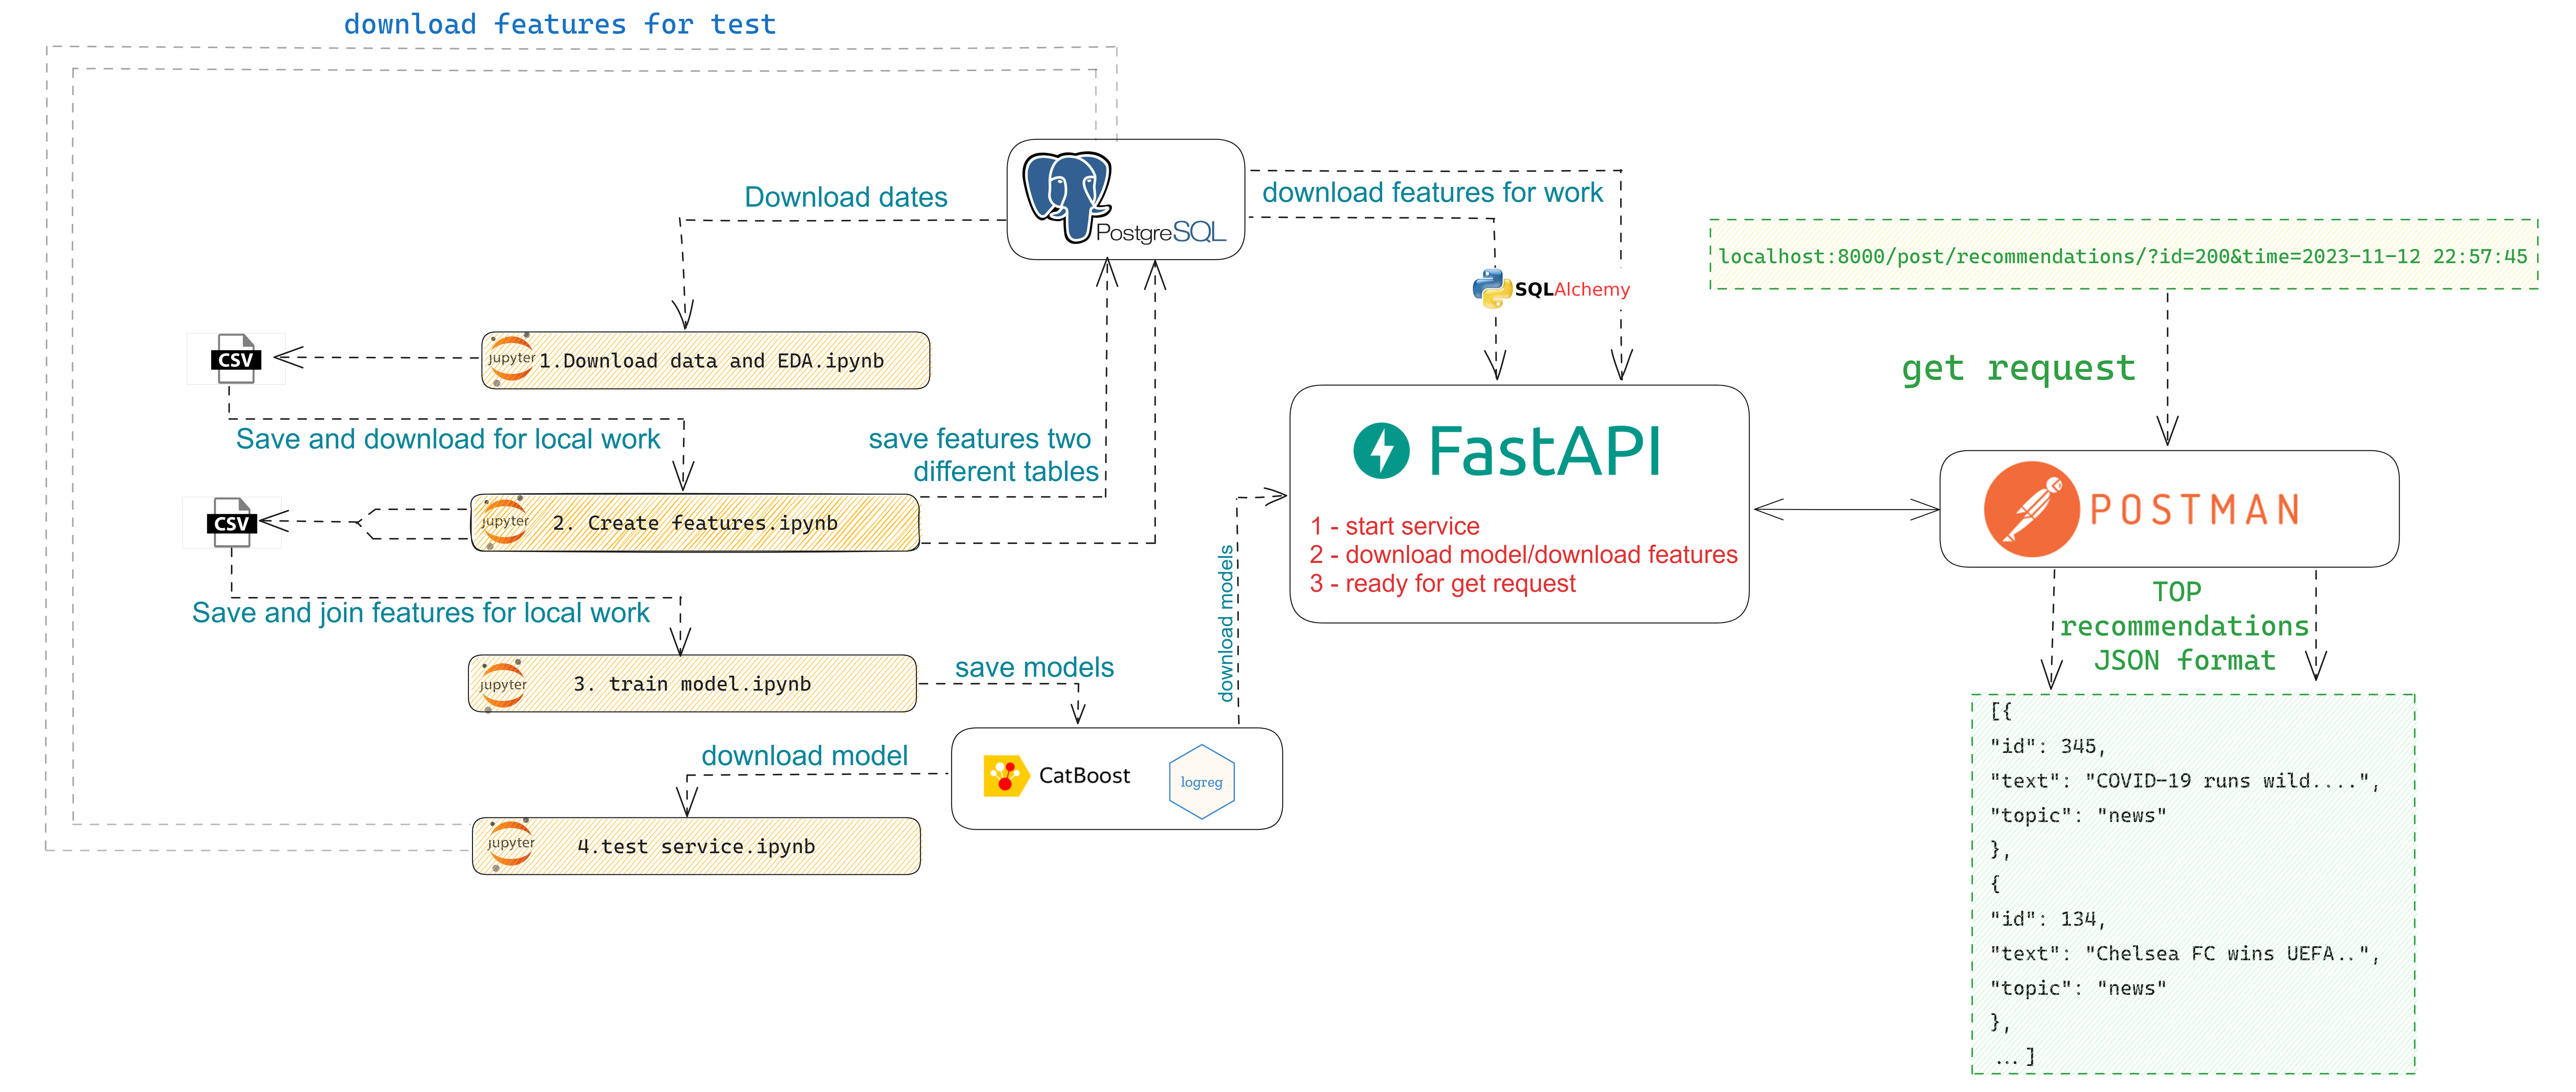 download features for test
PostgreSQL
Download dates
download features for work
SQLAlchemy
localhost:8000/post/recommendations/?id=200&time=2023-11-12 22:57:45
get request
CSV
jupyter
1.Download data and EDA.ipynb
Save and download for local work
save features two
different tables
CSV
jupyter
2. Create features.ipynb
Save and join features for local work
jupyter
3. train model.ipynb
save models
download models
download model
CatBoost
logreg
jupyter
4.test service.ipynb
FastAPI
1 - start service
2 - download model/download features
3 - ready for get request
POSTMAN
TOP
recommendations
JSON format
[{
"id": 345,
"text": "COVID-19 runs wild....",
"topic": "news"
},
{
"id": 134,
"text": "Chelsea FC wins UEFA..",
"topic": "news"
},
...]